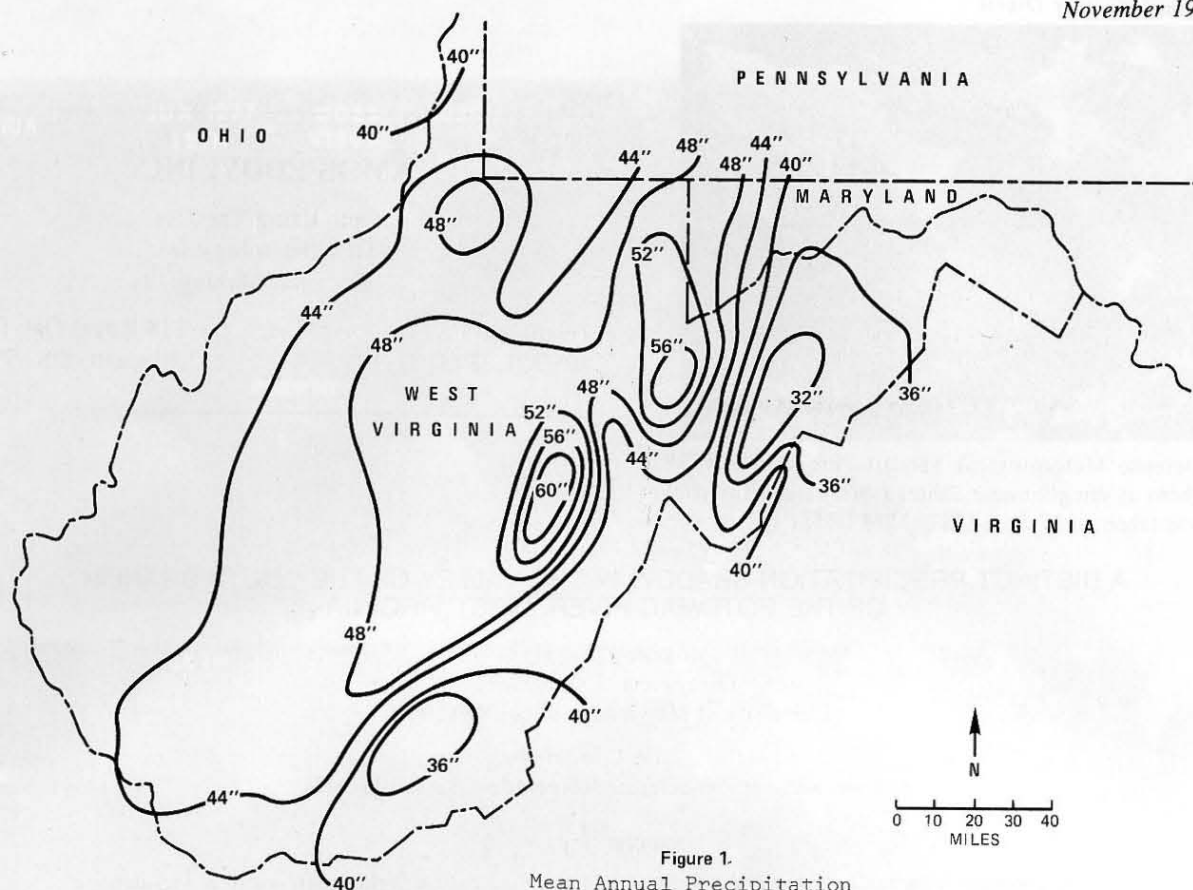 November 19
40"
PENNSYLVANIA
OHIO
40"
44"
48"
48"
44"
40"
MARYLAND
48"
52"
44"
48"
56"
48"
WEST
VIRGINIA
32"
36"
52"
56"
44"
60"
36"
VIRGINIA
40"
48"
40"
36"
44"
N
0 10 20 30 40
MILES
40"
Figure 1.
Mean Annual Precipitation